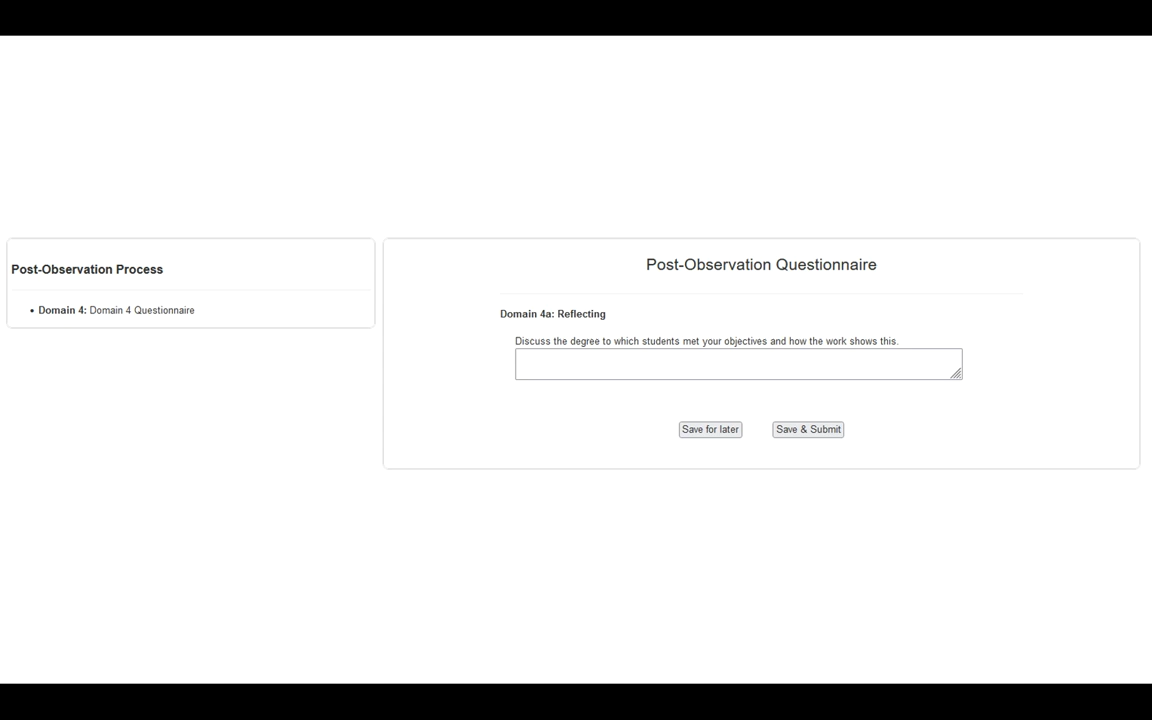 Post-Observation Process
• Domain 4: Domain 4 Questionnaire
Post-Observation Questionnaire
Domain 4a: Reflecting
Discuss the degree to which students met your objectives and how the work shows this.
Save for later
Save & Submit